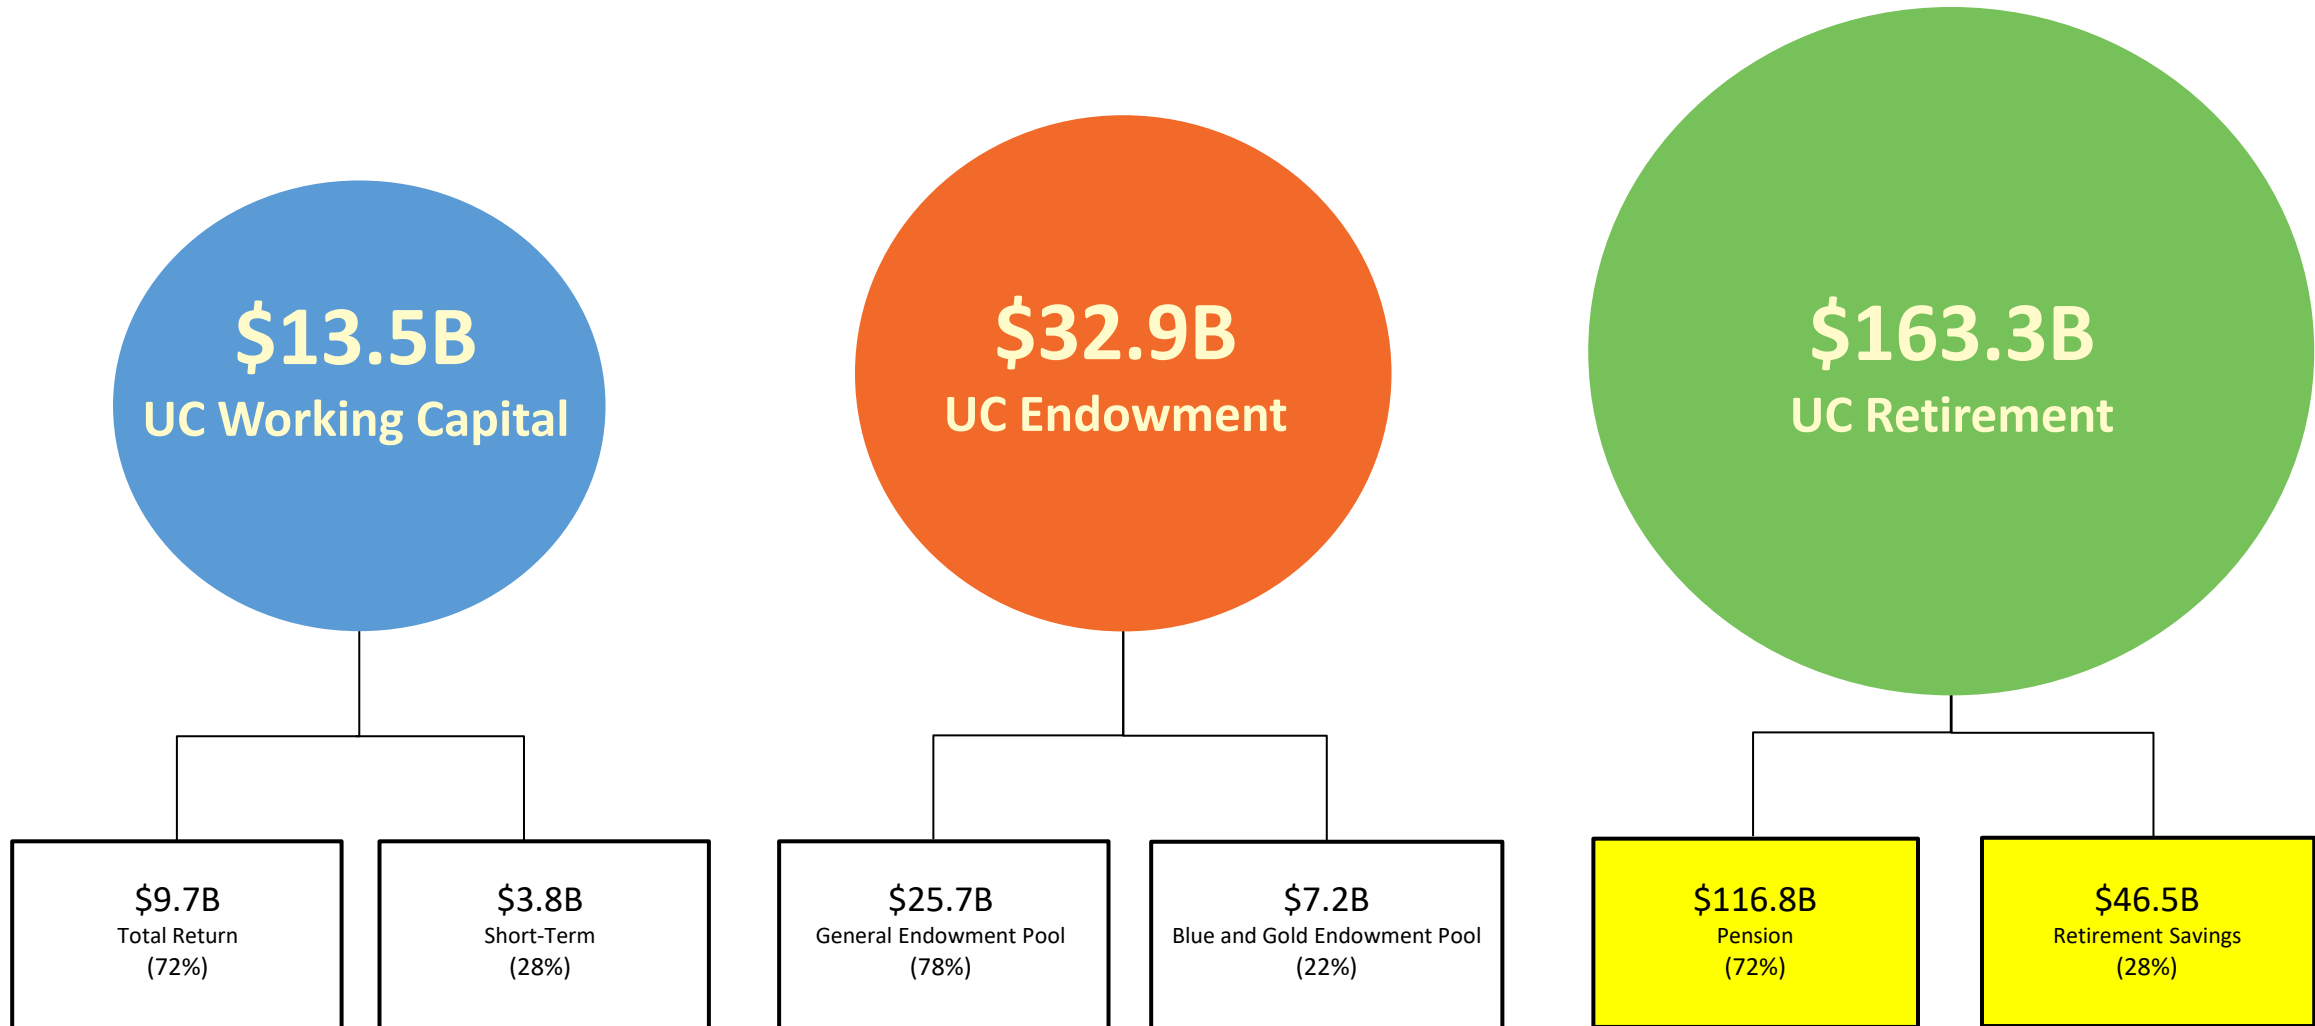 $13.5B
UC Working Capital
$32.9B
UC Endowment
$163.3B
UC Retirement
$9.7B
Total Return
(72%)
$3.8B
Short-Term
(28%)
$25.7B
General Endowment Pool
(78%)
$7.2B
Blue and Gold Endowment Pool
(22%)
$116.8B
Pension
(72%)
$46.5B
Retirement Savings
(28%)